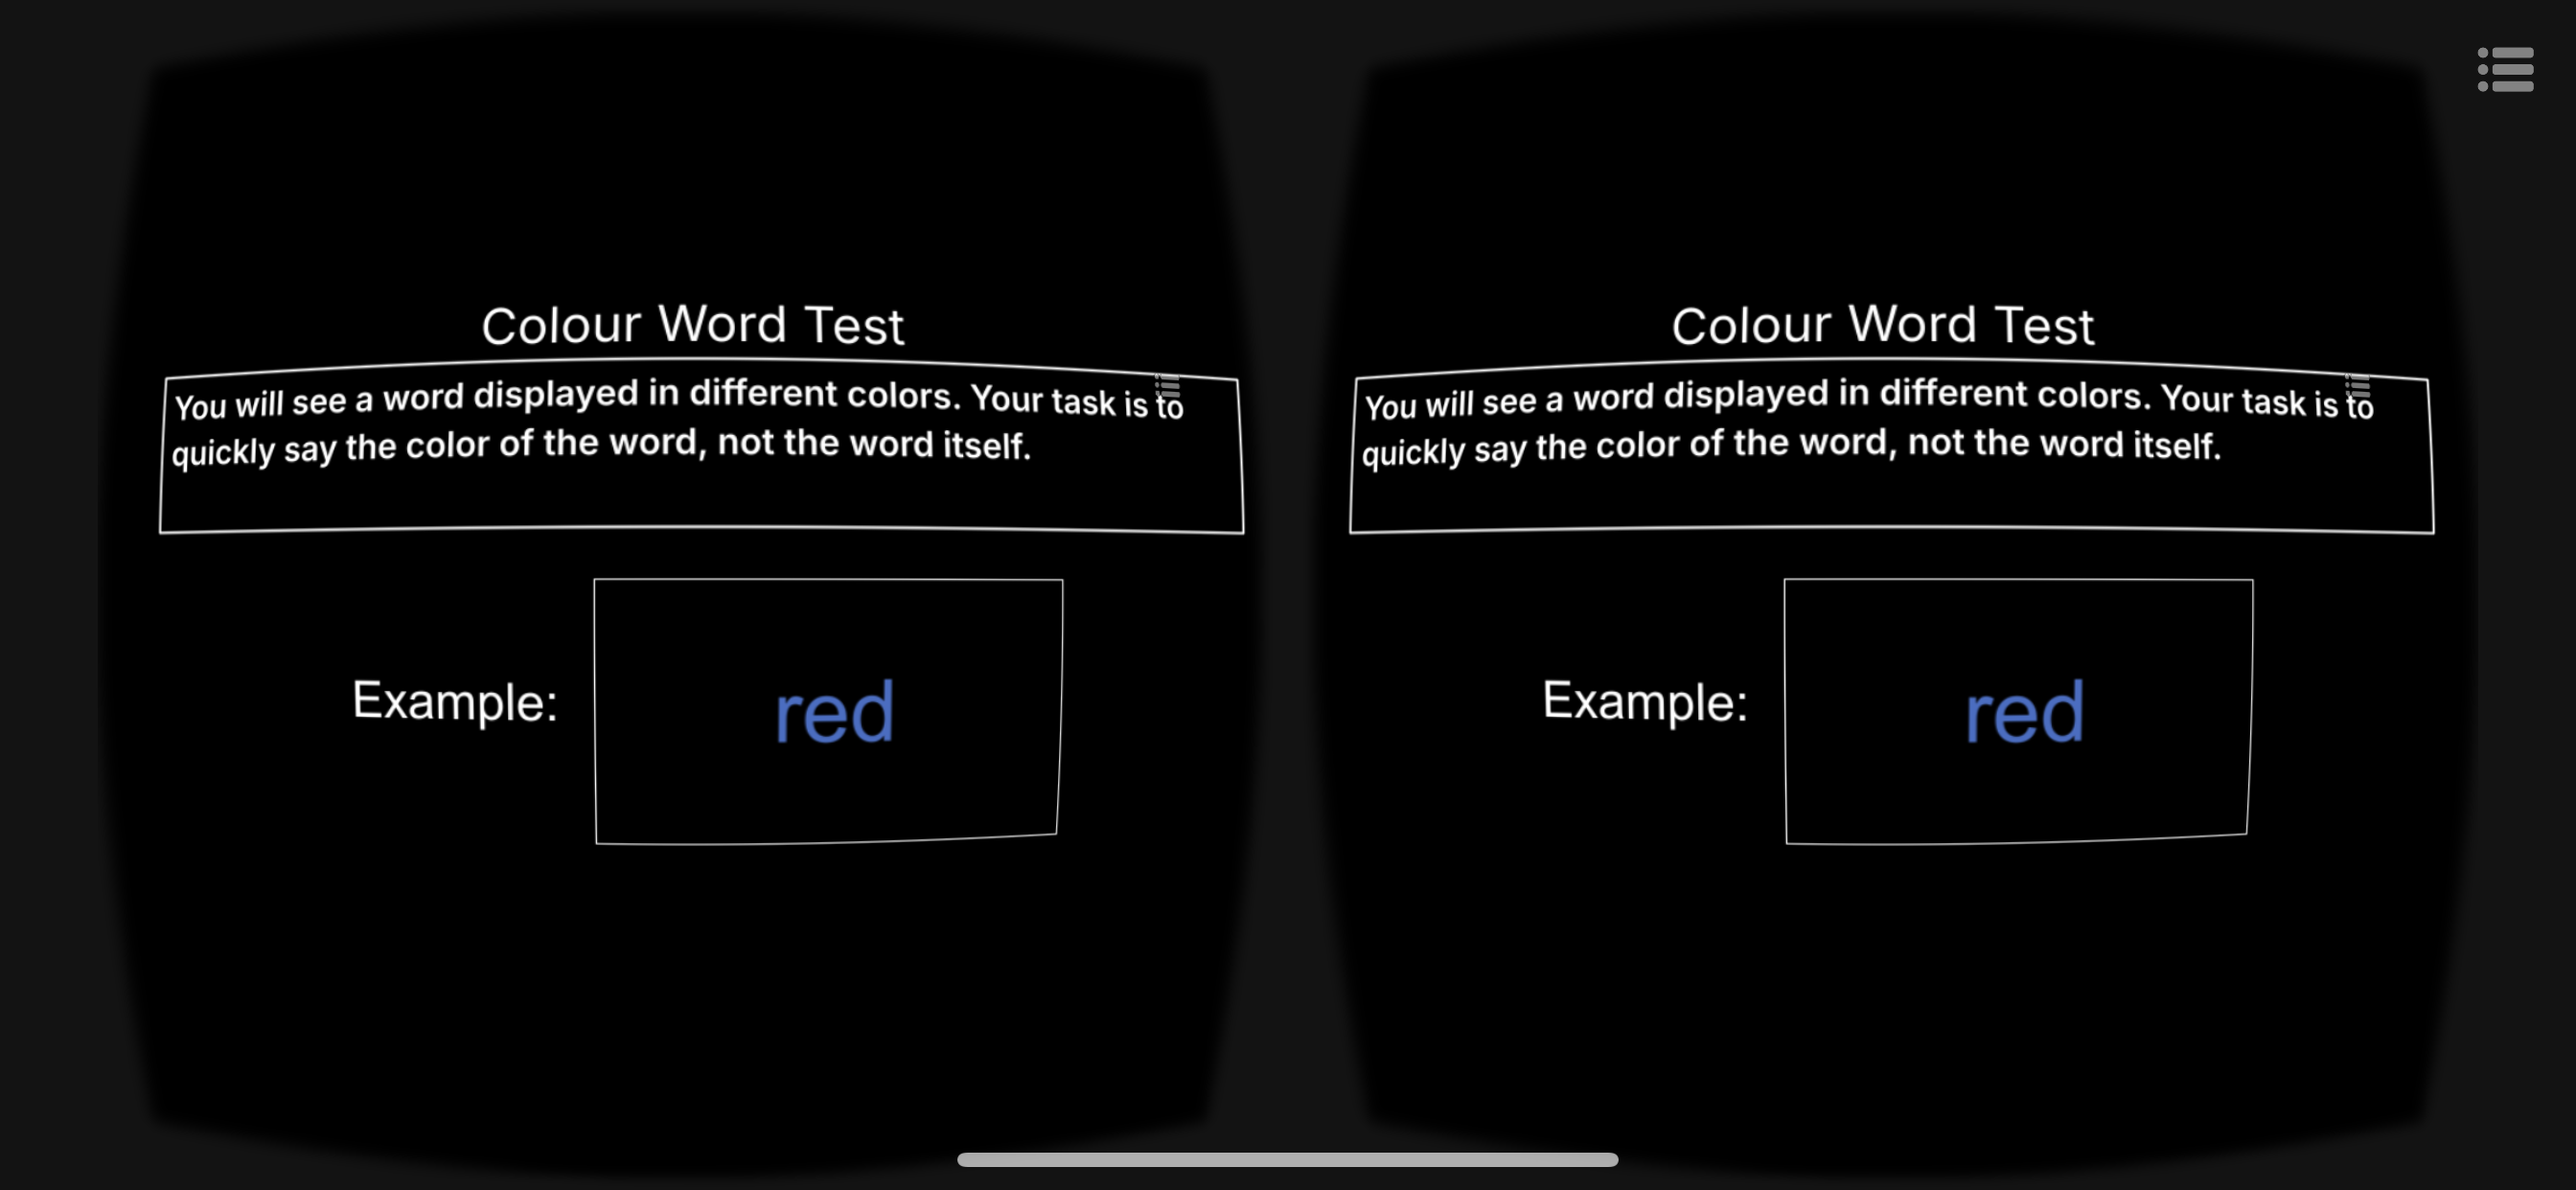 Colour Word Test
You will see a word displayed in different colors. Your task is to
quickly say the color of the word, not the word itself.
Example:
red
Colour Word Test
You will see a word displayed in different colors. Your task is to
quickly say the color of the word, not the word itself.
Example:
red